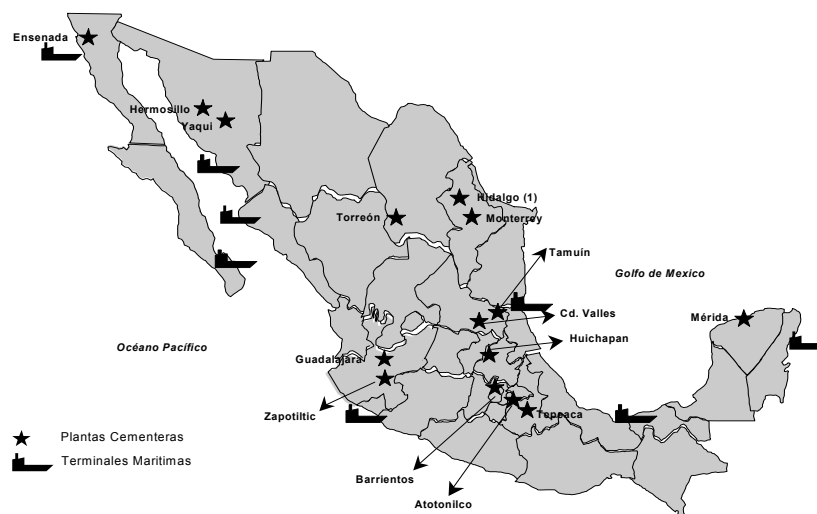 Ensenada
Hermosillo
Yaqui
Hidalgo (1)
Torreón
Monterrey
Tamuín
Golfo de Mexico
Cd. Valles
Mérida
Huichapan
Océano Pacífico
Guadalajara
Zapotiltic
Tepeaca
Plantas Cementeras
Terminales Maritimas
Barrientos
Atotonilco